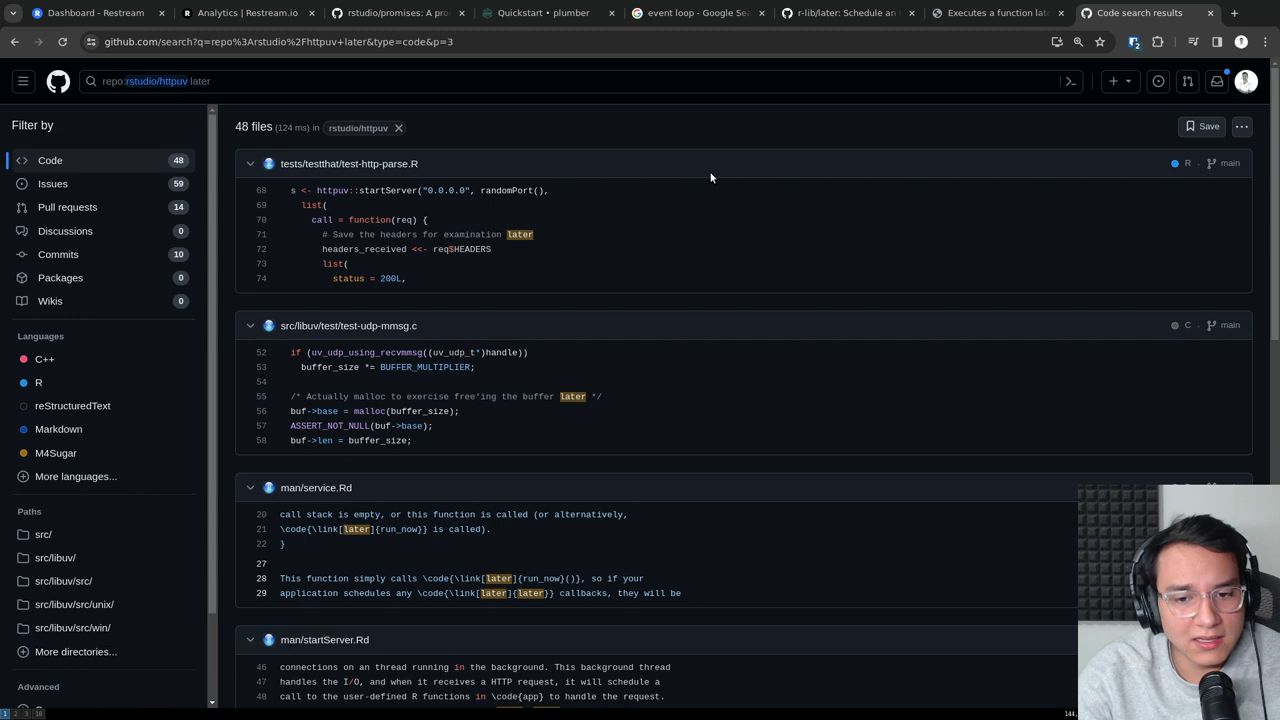 Dashboard - Restream
Analytics | Restream.io
rstudio/promises: A pro
Quickstart • plumber
event loop - Google Sea
r-lib/later: Schedule an
Executes a function late
Code search results
github.com/search?q=repo%3Arstudio%2Fhttpuv+later&type=code&p=3
repo:rstudio/httpuv later
Filter by
Code 48
Issues 59
Pull requests 14
Discussions 0
Commits 10
Packages 0
Wikis 0
Languages
C++
R
reStructuredText
Markdown
M4Sugar
More languages...
Paths
src/
src/libuv/
src/libuv/src/
src/libuv/src/unix/
src/libuv/src/win/
More directories...
Advanced
48 files (124 ms) in rstudio/httpuv
Save
tests/testthat/test-http-parse.R
R · main
68 s <- httpuv::startServer("0.0.0.0", randomPort(),
69 list(
70 call = function(req) {
71 # Save the headers for examination later
72 headers_received <<- req$HEADERS
73 list(
74 status = 200L,
src/libuv/test/test-udp-mmsg.c
C · main
52 if (uv_udp_using_recvmmsg((uv_udp_t*)handle))
53 buffer_size *= BUFFER_MULTIPLIER;
54
55 /* Actually malloc to exercise free'ing the buffer later */
56 buf->base = malloc(buffer_size);
57 ASSERT_NOT_NULL(buf->base);
58 buf->len = buffer_size;
man/service.Rd
20 call stack is empty, or this function is called (or alternatively,
21 \code{\link[later]{run_now}} is called).
22 }
27
28 This function simply calls \code{\link[later]{run_now}()}, so if your
29 application schedules any \code{\link[later]{later}} callbacks, they will be
man/startServer.Rd
46 connections on an thread running in the background. This background thread
47 handles the I/O, and when it receives a HTTP request, it will schedule a
48 call to the user-defined R functions in \code{app} to handle the request.
1 2 3 10
144,